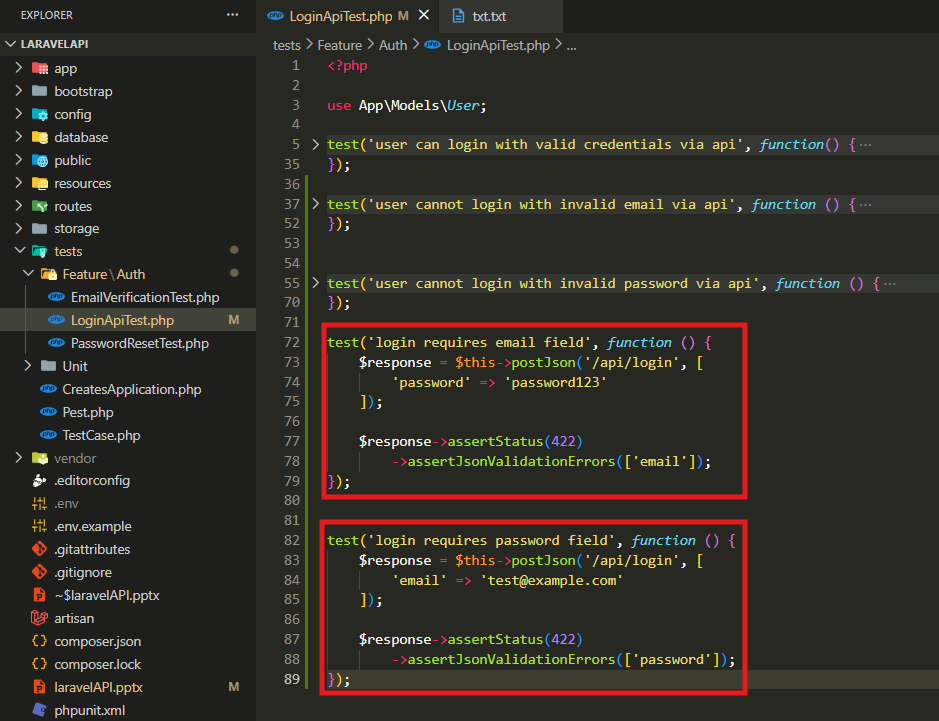 EXPLORER
···
LARAVELAPI
app
bootstrap
config
database
public
resources
routes
storage
tests
Feature\Auth
EmailVerificationTest.php
LoginApiTest.php M
PasswordResetTest.php
Unit
CreatesApplication.php
Pest.php
TestCase.php
vendor
.editorconfig
.env
.env.example
.gitattributes
.gitignore
~$laravelAPI.pptx
artisan
composer.json
composer.lock
laravelAPI.pptx M
phpunit.xml
LoginApiTest.php M
txt.txt
tests > Feature > Auth > LoginApiTest.php > ...
1 <?php
2
3 use App\Models\User;
4
5 test('user can login with valid credentials via api', function() {···
35 });
36
37 test('user cannot login with invalid email via api', function () {···
52 });
53
54
55 test('user cannot login with invalid password via api', function () {···
70 });
71
72 test('login requires email field', function () {
73 $response = $this->postJson('/api/login', [
74 'password' => 'password123'
75 ]);
76
77 $response->assertStatus(422)
78 ->assertJsonValidationErrors(['email']);
79 });
80
81
82 test('login requires password field', function () {
83 $response = $this->postJson('/api/login', [
84 'email' => 'test@example.com'
85 ]);
86
87 $response->assertStatus(422)
88 ->assertJsonValidationErrors(['password']);
89 });